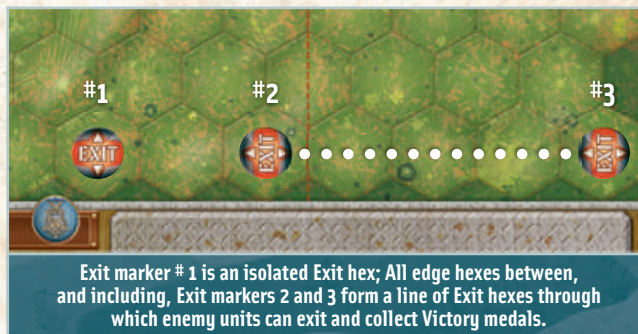 #1
#2
#3
EXIT
EXIT
EXIT
Exit marker # 1 is an isolated Exit hex; All edge hexes between,
and including, Exit markers 2 and 3 form a line of Exit hexes through
which enemy units can exit and collect Victory medals.